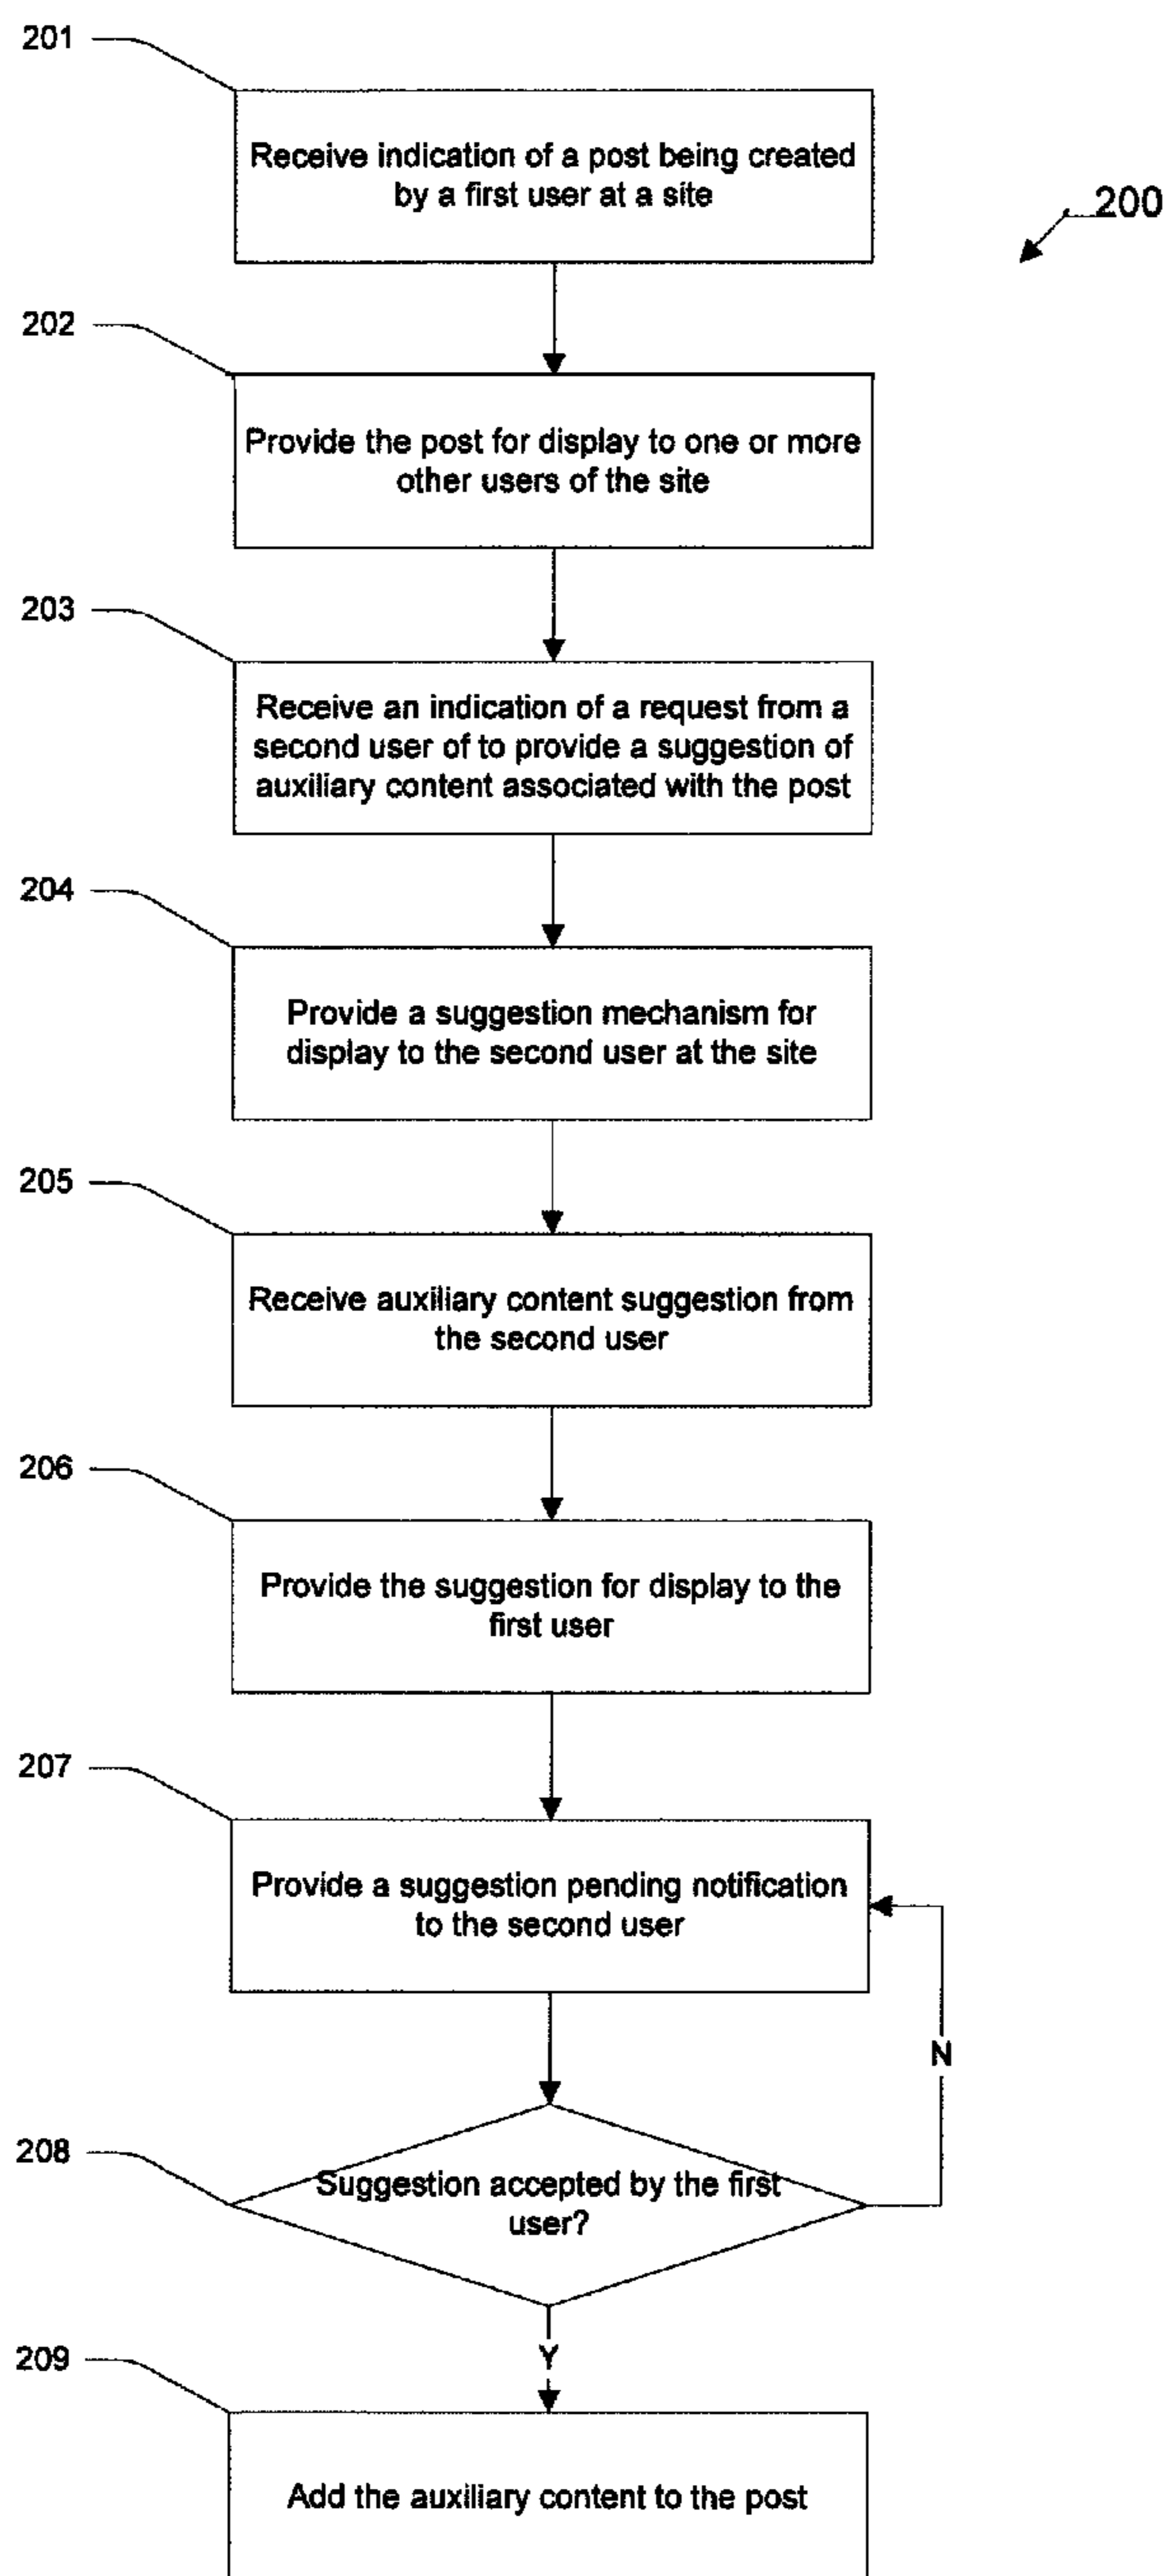 201
Receive indication of a post being created
by a first user at a site
200
202
Provide the post for display to one or more
other users of the site
203
Receive an indication of a request from a
second user of to provide a suggestion of
auxiliary content associated with the post
204
Provide a suggestion mechanism for
display to the second user at the site
205
Receive auxiliary content suggestion from
the second user
206
Provide the suggestion for display to the
first user
207
Provide a suggestion pending notification
to the second user
N
208
Suggestion accepted by the first
user?
Y
209
Add the auxiliary content to the post